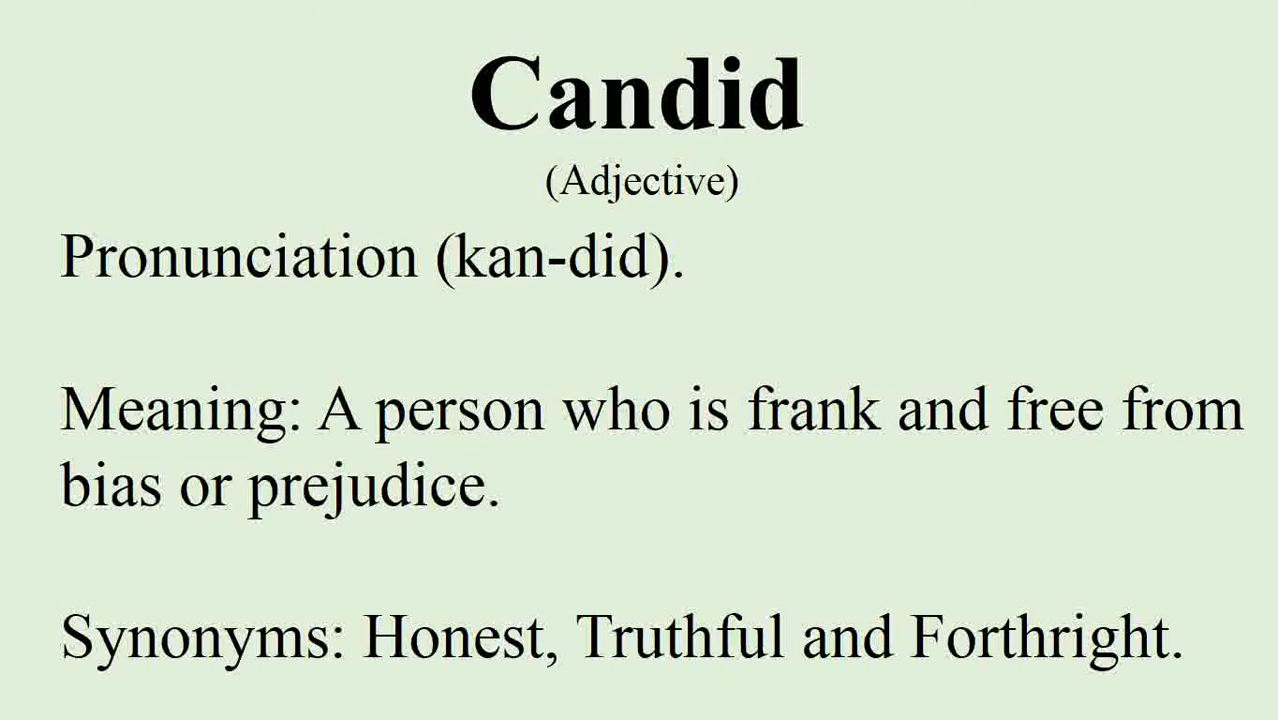 Candid
(Adjective)
Pronunciation (kan-did).
Meaning: A person who is frank and free from
bias or prejudice.
Synonyms: Honest, Truthful and Forthright.